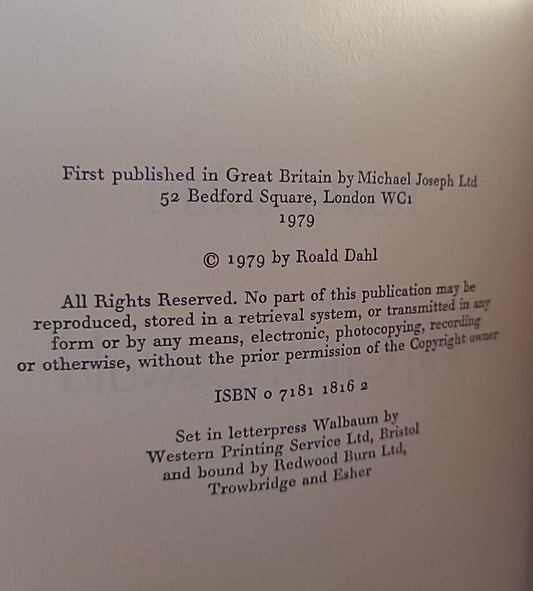 First published in Great Britain by Michael Joseph Ltd
52 Bedford Square, London WC1
1979
© 1979 by Roald Dahl
All Rights Reserved. No part of this publication may be
reproduced, stored in a retrieval system, or transmitted in any
form or by any means, electronic, photocopying, recording
or otherwise, without the prior permission of the Copyright owner
ISBN 0 7181 1816 2
Set in letterpress Walbaum by
Western Printing Service Ltd, Bristol
and bound by Redwood Burn Ltd,
Trowbridge and Esher